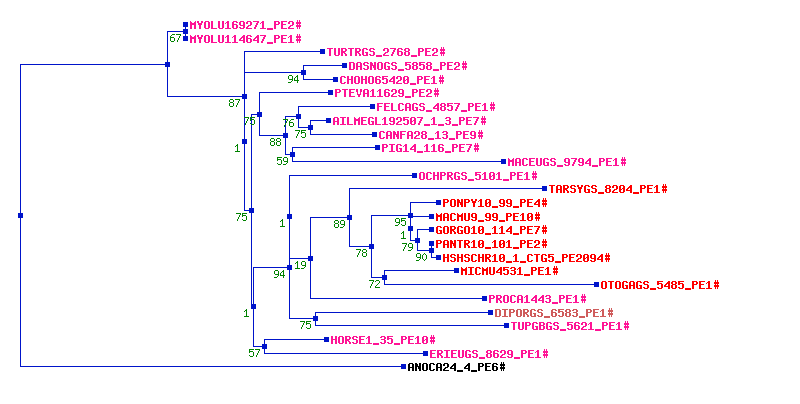 MYOLU169271_PE2#
67
MYOLU114647_PE1#
TURTRGS_2768_PE2#
DASNOGS_5858_PE2#
94
CHOHO65420_PE1#
PTEVA11629_PE2#
87
FELCAGS_4857_PE1#
75
76
AILMEGL192507_1_3_PE7#
75
CANFA28_13_PE9#
88
1
PIG14_116_PE7#
59
MACEUGS_9794_PE1#
OCHPRGS_5101_PE1#
TARSYGS_8204_PE1#
PONPY10_99_PE4#
75
MACMU9_99_PE10#
1
89
95
GORGO10_114_PE7#
1
PANTR10_101_PE2#
79
78
90
HSHSCHR10_1_CTG5_PE2094#
19
94
MICMU4531_PE1#
72
OTOGAGS_5485_PE1#
PROCA1443_PE1#
1
DIPORGS_6583_PE1#
75
TUPGBGS_5621_PE1#
HORSE1_35_PE10#
57
ERIEUGS_8629_PE1#
ANOCA24_4_PE6#